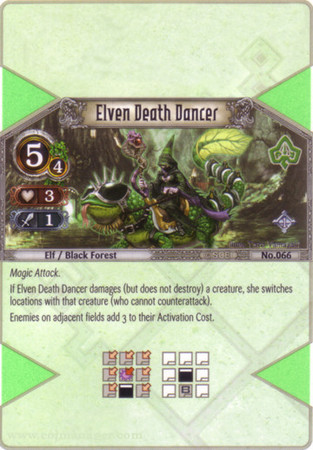 Elven Death Dancer
5
4
3
1
Elf / Black Forest
No.066
Magic Attack.
If Elven Death Dancer damages (but does not destroy) a creature, she switches
locations with that creature (who cannot counterattack).
Enemies on adjacent fields add 3 to their Activation Cost.